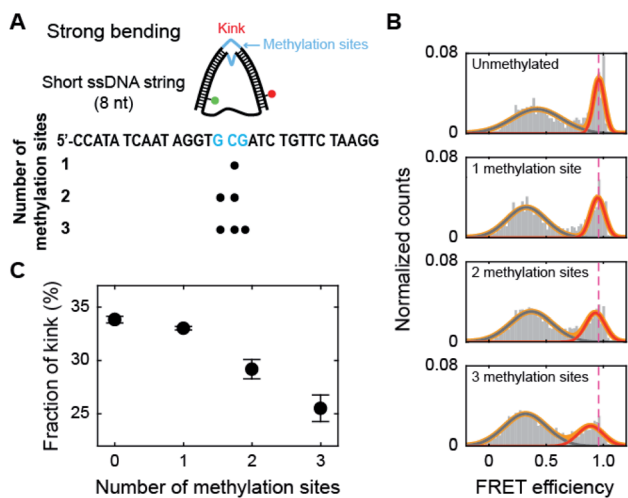 A
Strong bending
Kink
Methylation sites
Short ssDNA string
(8 nt)
5'-CCATA TCAAT AGGTG CGATC TGTTC TAAGG
Number of
methylation sites
1
2
3
B
0.08
Unmethylated
0
0.08
1 methylation site
0
0.08
2 methylation sites
0
0.08
3 methylation sites
0
0 0.5 1.0
Normalized counts
FRET efficiency
C
Fraction of kink (%)
35
30
25
0 1 2 3
Number of methylation sites